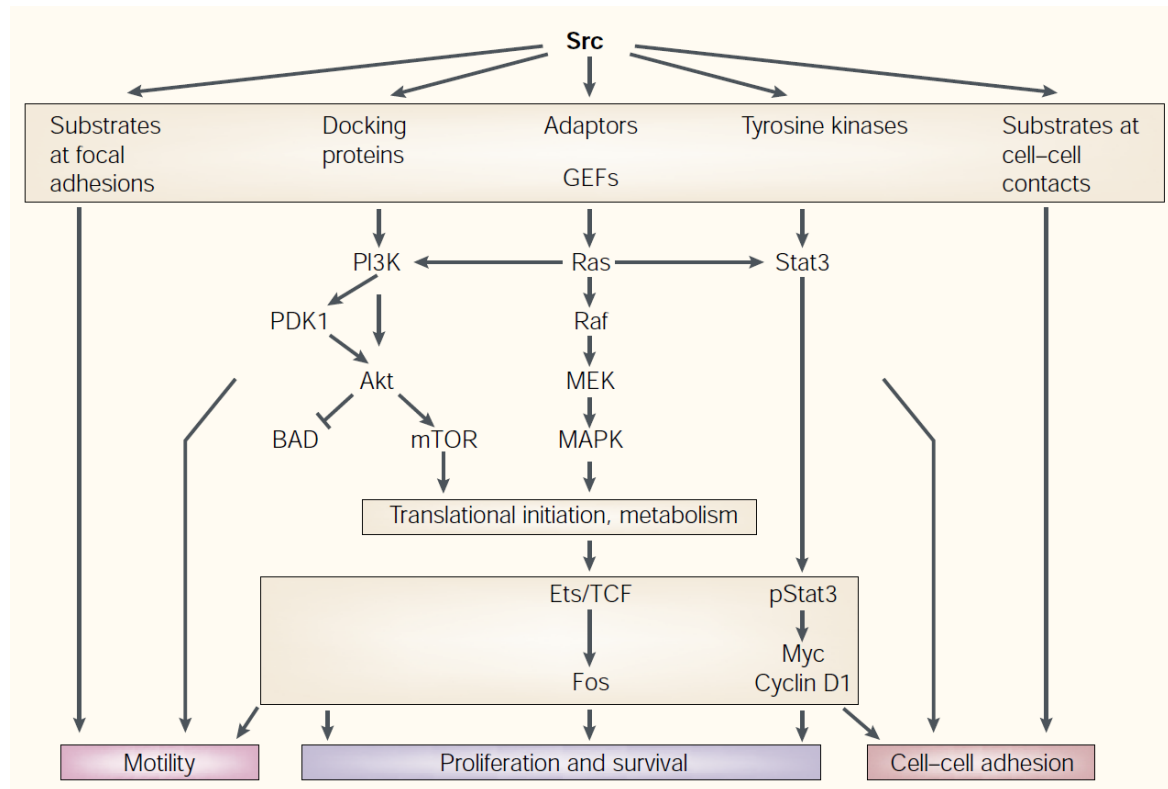 Src
Substrates
at focal
adhesions
Docking
proteins
Adaptors
GEFs
Tyrosine kinases
Substrates at
cell–cell
contacts
PI3K
Ras
Stat3
PDK1
Raf
Akt
MEK
BAD
mTOR
MAPK
Translational initiation, metabolism
Ets/TCF
pStat3
Myc
Fos
Cyclin D1
Motility
Proliferation and survival
Cell–cell adhesion